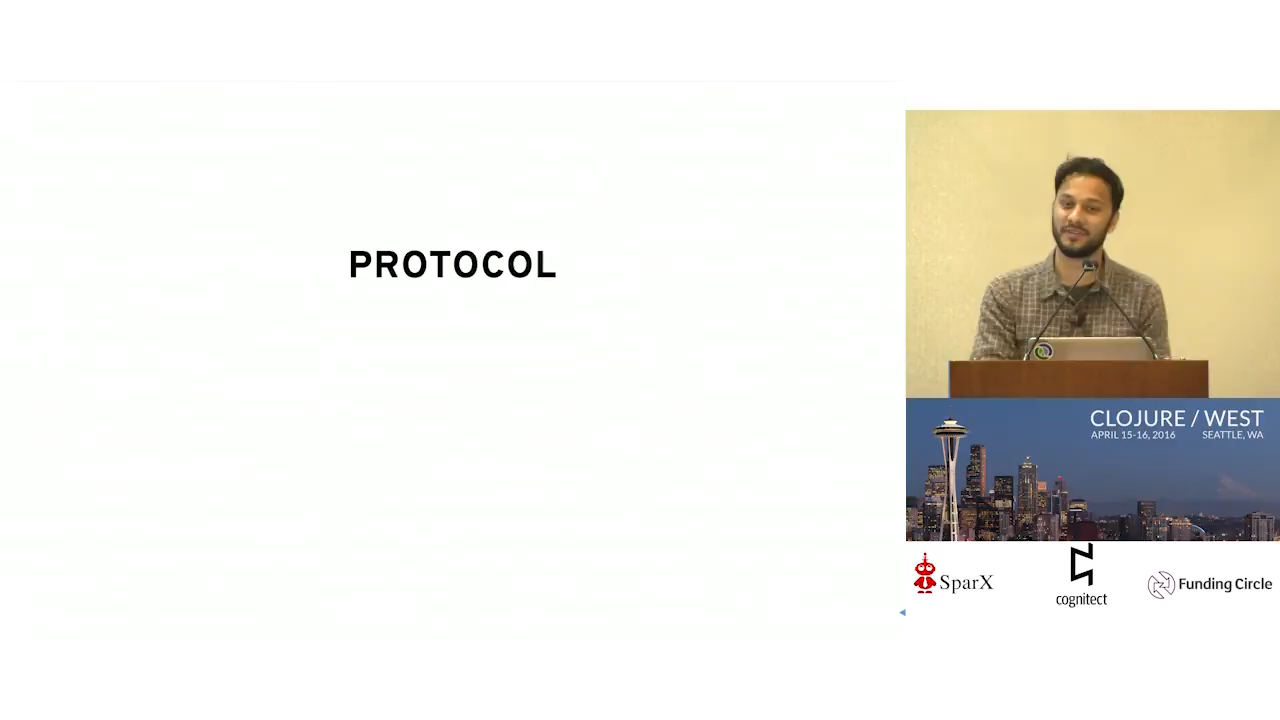 PROTOCOL
CLOJURE / WEST
APRIL 15-16, 2016 SEATTLE, WA
SparX
cognitect
Funding Circle